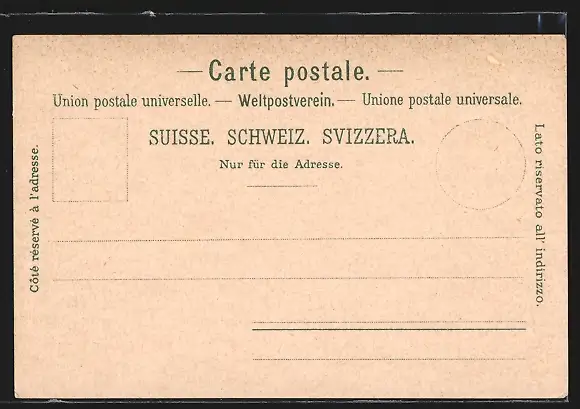 — Carte postale. —
Union postale universelle. — Weltpostverein. — Unione postale universale.
SUISSE. SCHWEIZ. SVIZZERA.
Nur für die Adresse.
Côté réservé à l'adresse.
Lato riservato all' indirizzo.